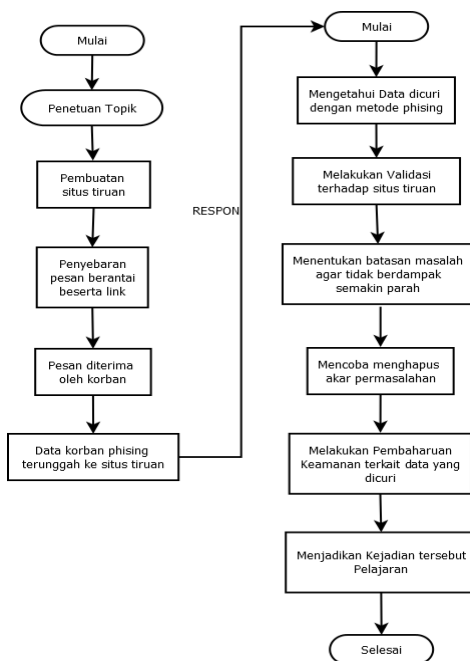 Mulai
Penetuan Topik
Pembuatan
situs tiruan
Penyebaran
pesan berantai
beserta link
Pesan diterima
oleh korban
Data korban phising
terunggah ke situs tiruan
RESPON
Mulai
Mengetahui Data dicuri
dengan metode phising
Melakukan Validasi
terhadap situs tiruan
Menentukan batasan masalah
agar tidak berdampak
semakin parah
Mencoba menghapus
akar permasalahan
Melakukan Pembaharuan
Keamanan terkait data yang
dicuri
Menjadikan Kejadian tersebut
Pelajaran
Selesai